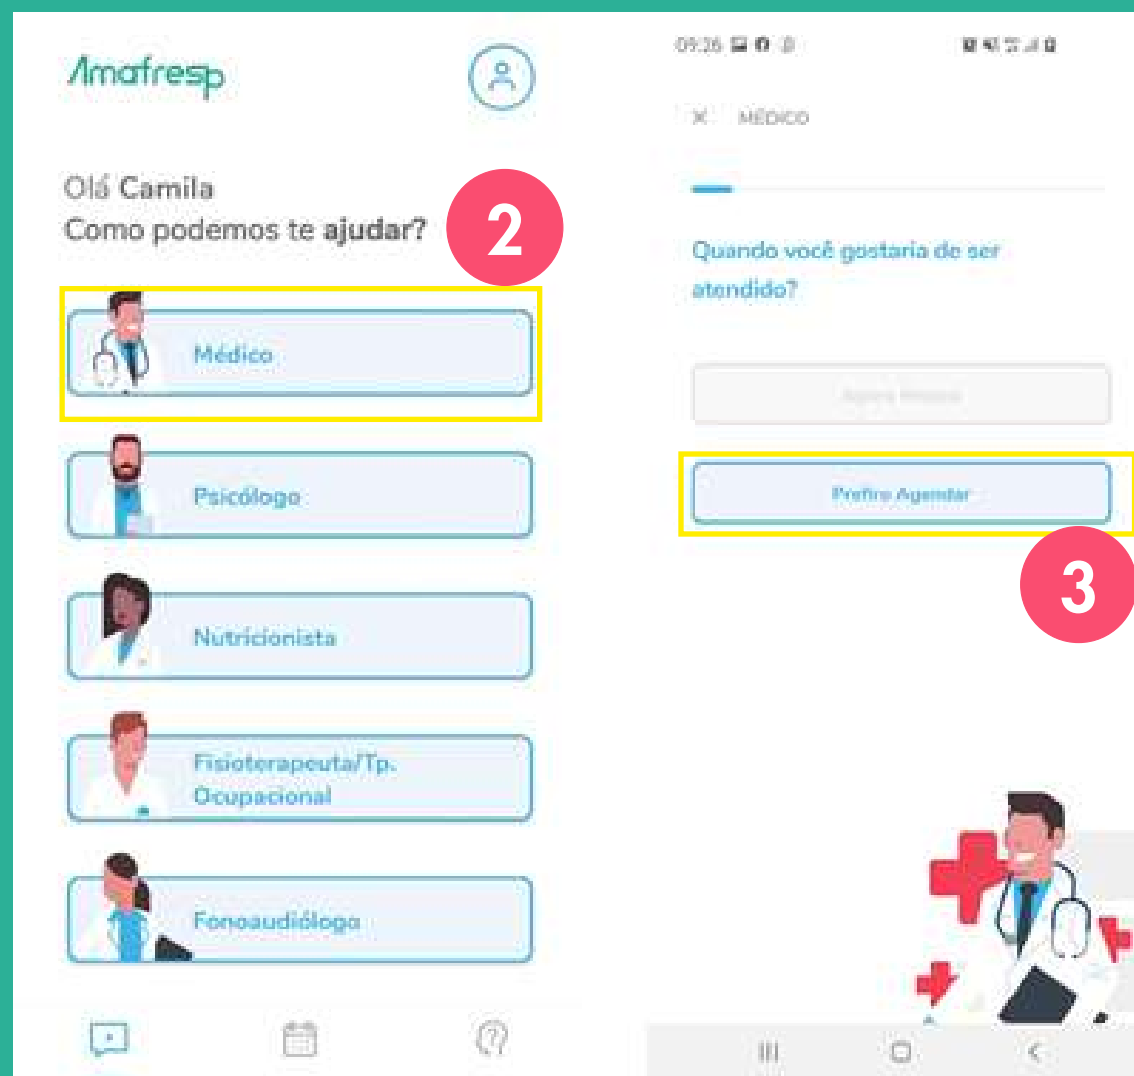 Amafresp
Olá Camila
Como podemos te ajudar?
2
Médico
Psicólogo
Nutricionista
Fisioterapeuta/Tp.
Ocupacional
Fonoaudiólogo
09:26
X MÉDICO
Quando você gostaria de ser
atendido?
Prefiro Agendar
3